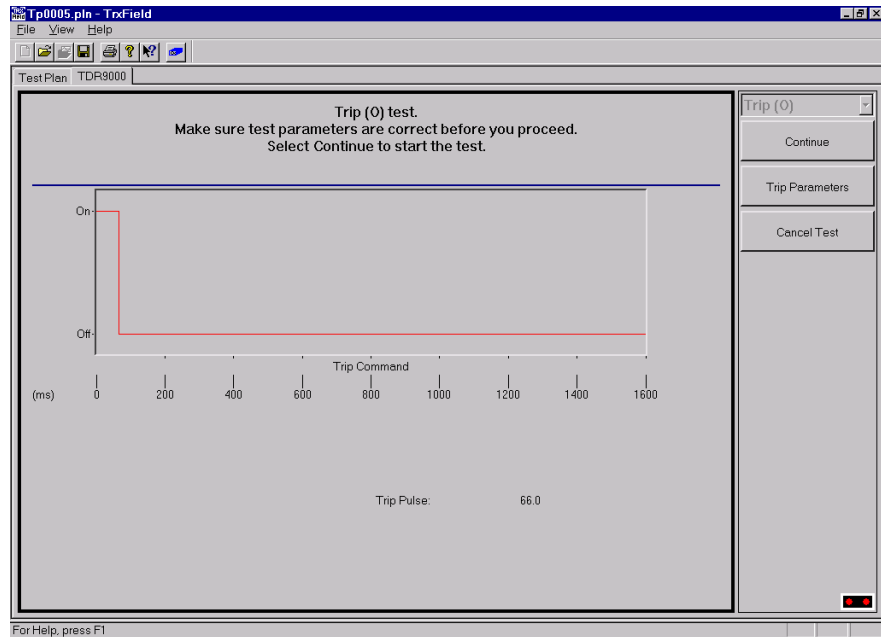 Tp0005.pln - TrxField
File View Help
Test Plan TDR9000
Trip (O) test.
Make sure test parameters are correct before you proceed.
Select Continue to start the test.
Trip (O)
Continue
Trip Parameters
Cancel Test
On
Off
Trip Command
(ms) 0 200 400 600 800 1000 1200 1400 1600
Trip Pulse: 66.0
For Help, press F1